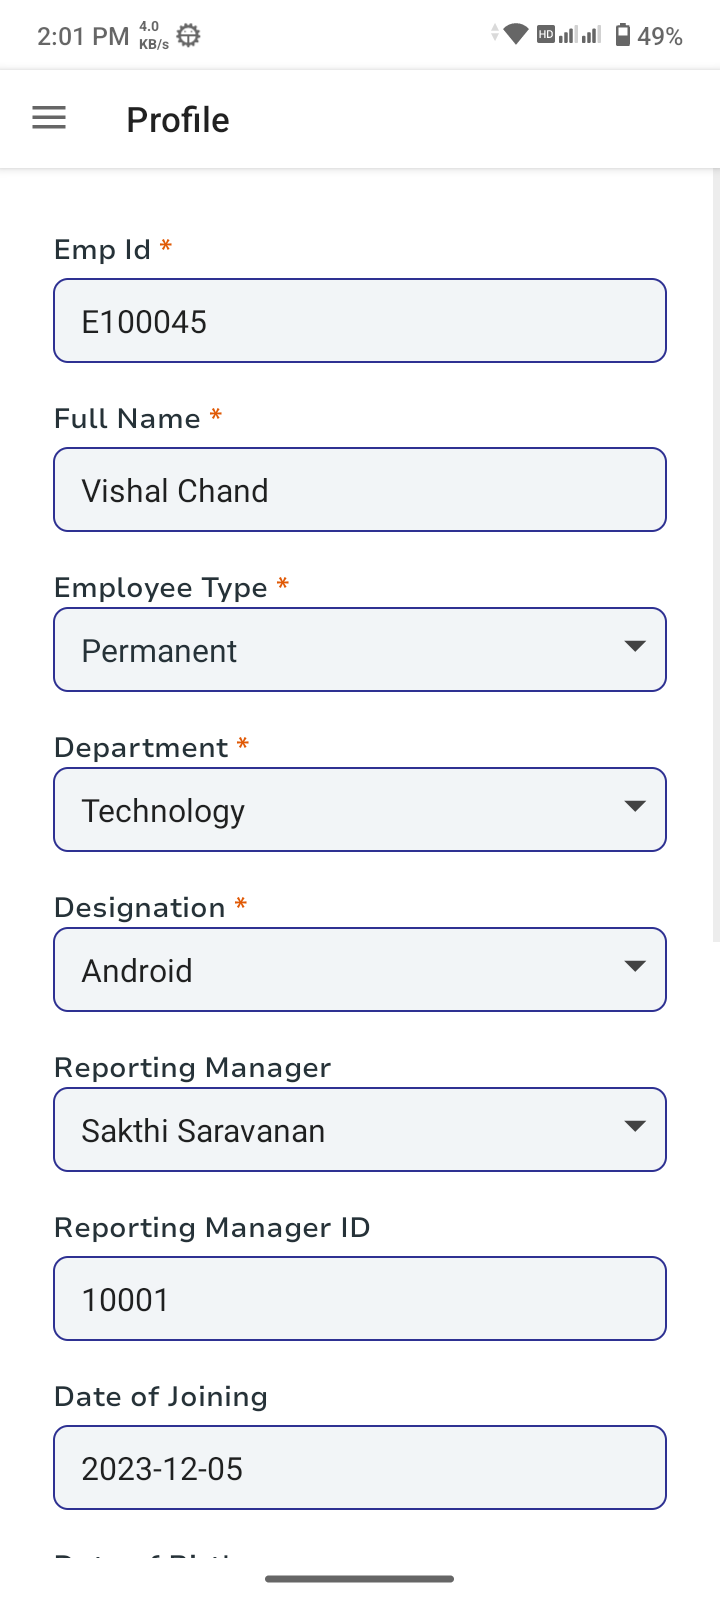 2:01 PM 4.0 KB/s HD 49%
Profile
Emp Id *
E100045
Full Name *
Vishal Chand
Employee Type *
Permanent
Department *
Technology
Designation *
Android
Reporting Manager
Sakthi Saravanan
Reporting Manager ID
10001
Date of Joining
2023-12-05